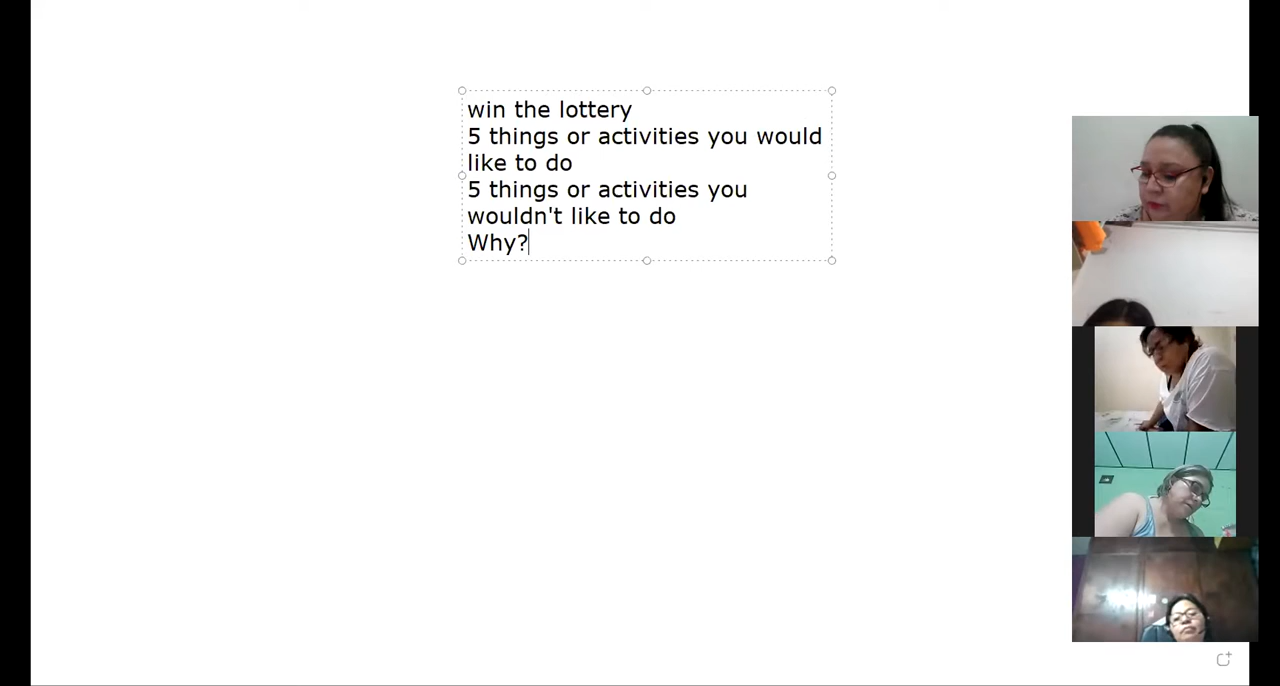 win the lottery
5 things or activities you would
like to do
5 things or activities you
wouldn't like to do
Why?